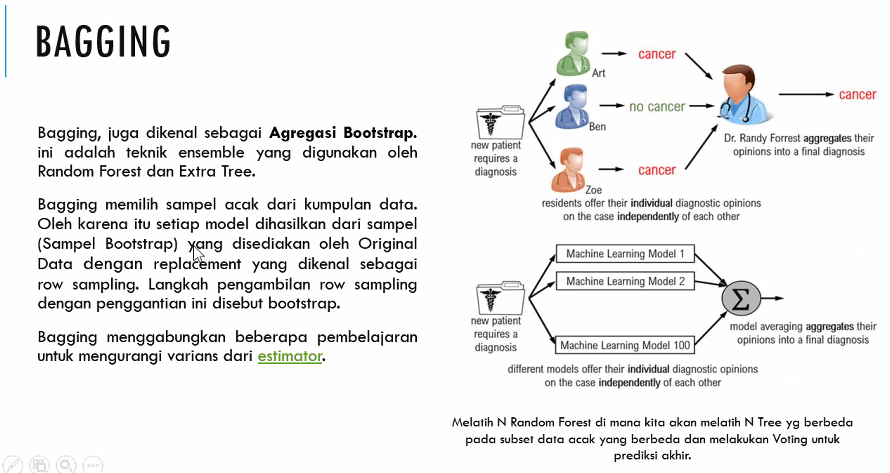 BAGGING
Bagging, juga dikenal sebagai Agregasi Bootstrap.
ini adalah teknik ensemble yang digunakan oleh
Random Forest dan Extra Tree.
Bagging memilih sampel acak dari kumpulan data.
Oleh karena itu setiap model dihasilkan dari sampel
(Sampel Bootstrap) yang disediakan oleh Original
Data dengan replacement yang dikenal sebagai
row sampling. Langkah pengambilan row sampling
dengan penggantian ini disebut bootstrap.
Bagging menggabungkan beberapa pembelajaran
untuk mengurangi varians dari estimator.
new patient
requires a
diagnosis
Art
cancer
Ben
no cancer
Zoe
cancer
cancer
Dr. Randy Forrest aggregates their
opinions into a final diagnosis
residents offer their individual diagnostic opinions
on the case independently of each other
new patient
requires a
diagnosis
Machine Learning Model 1
Machine Learning Model 2
Machine Learning Model 100
Σ
model averaging aggregates their
opinions into a final diagnosis
different models offer their individual diagnostic opinions
on the case independently of each other
Melatih N Random Forest di mana kita akan melatih N Tree yg berbeda
pada subset data acak yang berbeda dan melakukan Voting untuk
prediksi akhir.